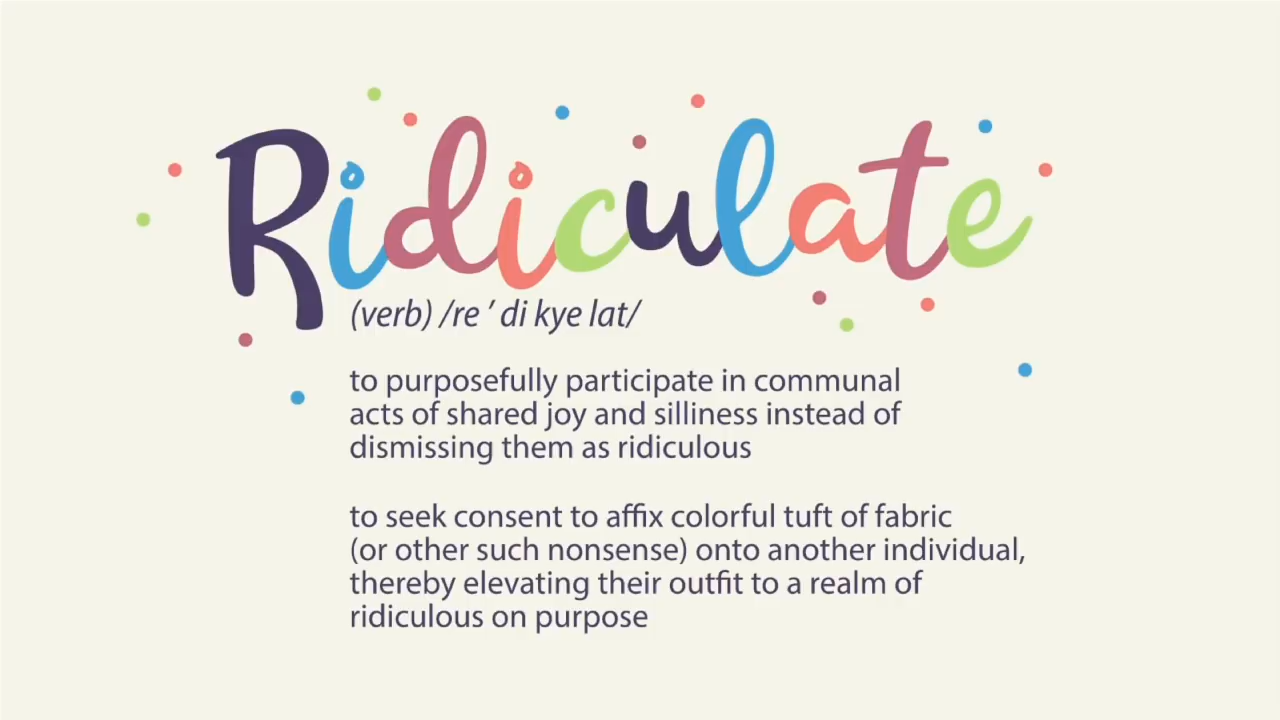 Ridiculate
(verb) /re ' di kye lat/
to purposefully participate in communal
acts of shared joy and silliness instead of
dismissing them as ridiculous
to seek consent to affix colorful tuft of fabric
(or other such nonsense) onto another individual,
thereby elevating their outfit to a realm of
ridiculous on purpose